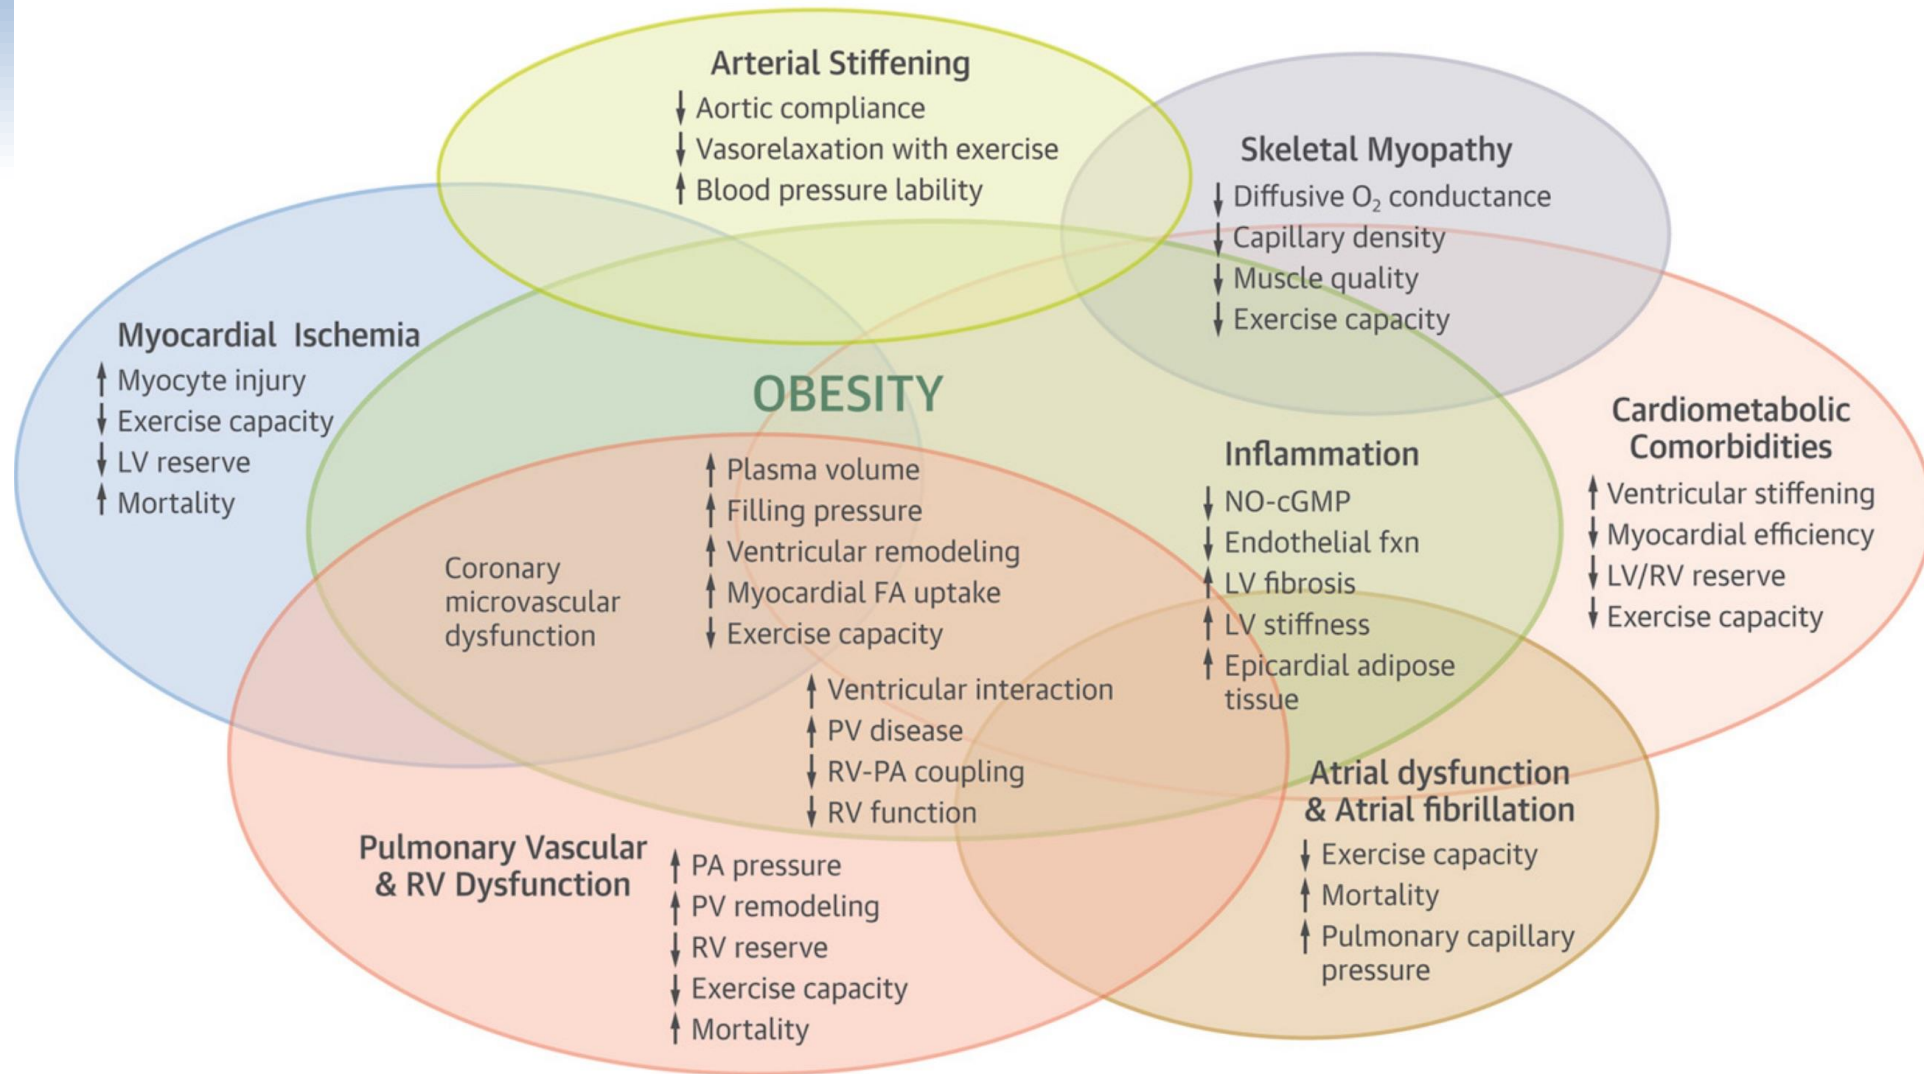 Arterial Stiffening
↓ Aortic compliance
↓ Vasorelaxation with exercise
↑ Blood pressure lability
Skeletal Myopathy
↓ Diffusive O₂ conductance
↓ Capillary density
↓ Muscle quality
↓ Exercise capacity
Myocardial Ischemia
↑ Myocyte injury
↓ Exercise capacity
↓ LV reserve
↑ Mortality
OBESITY
↑ Plasma volume
↑ Filling pressure
↑ Ventricular remodeling
↑ Myocardial FA uptake
↓ Exercise capacity
Coronary
microvascular
dysfunction
↑ Ventricular interaction
↑ PV disease
↓ RV-PA coupling
↓ RV function
Inflammation
↓ NO-cGMP
↓ Endothelial fxn
↑ LV fibrosis
↑ LV stiffness
↑ Epicardial adipose
tissue
Cardiometabolic
Comorbidities
↑ Ventricular stiffening
↓ Myocardial efficiency
↓ LV/RV reserve
↓ Exercise capacity
Pulmonary Vascular
& RV Dysfunction
↑ PA pressure
↑ PV remodeling
↓ RV reserve
↓ Exercise capacity
↑ Mortality
Atrial dysfunction
& Atrial fibrillation
↓ Exercise capacity
↑ Mortality
↑ Pulmonary capillary
pressure